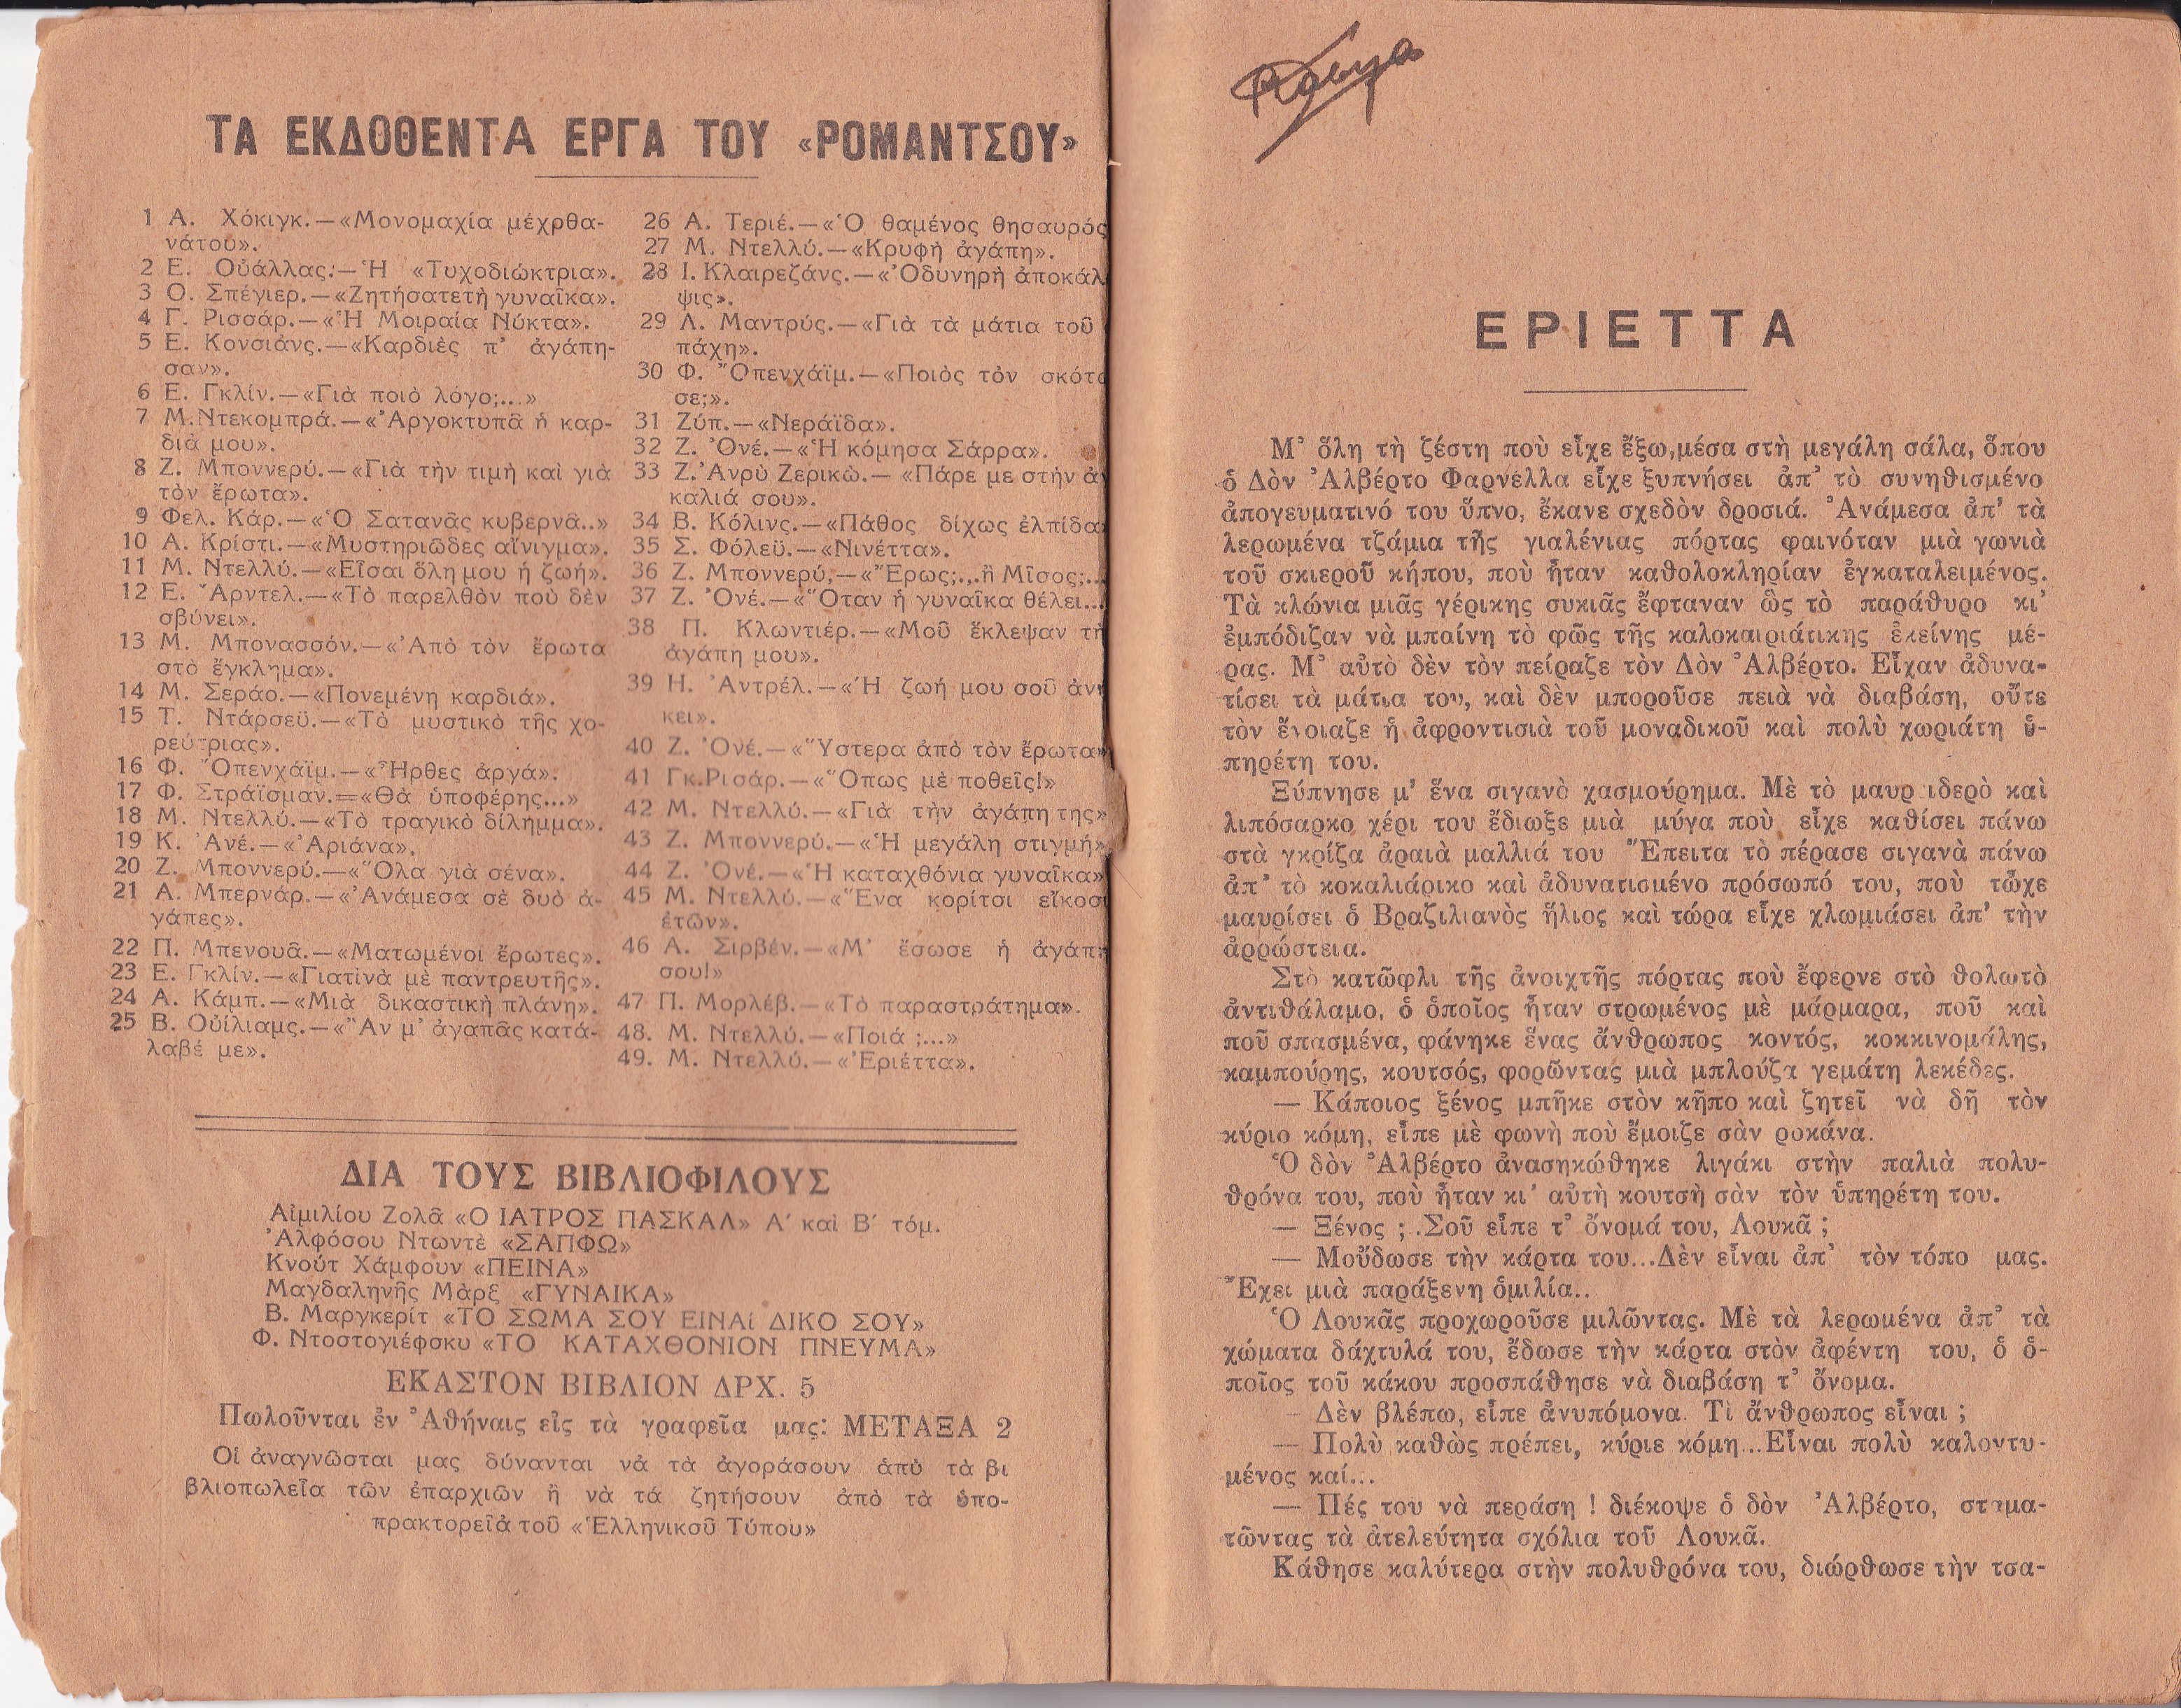 ΤΑ ΕΚΔΟΘΕΝΤΑ ΕΡΓΑ ΤΟΥ «ΡΟΜΑΝΤΣΟΥ»
1 Α. Χόκιγκ.—«Μονομαχία μέχρθα-
νάτου».
2 Ε. Οὐάλλας.—Ἡ «Τυχοδιώκτρια».
3 Ο. Σπέγιερ.—«Ζητήσατετὴ γυναῖκα».
4 Γ. Ρισσάρ.—«Ἡ Μοιραία Νύκτα».
5 Ε. Κονσιάνς.—«Καρδιὲς π' ἀγάπη-
σαν».
6 Ε. Γκλίν.—«Γιὰ ποιὸ λόγο;...»
7 Μ.Ντεκομπρά.—«Ἀργοκτυπᾶ ἡ καρ-
διὰ μου».
8 Ζ. Μποννερύ.—«Γιὰ τὴν τιμὴ καὶ γιὰ
τὸν ἔρωτα».
9 Φελ. Κάρ.—«Ὁ Σατανᾶς κυβερνᾶ..»
10 Α. Κρίστι.—«Μυστηριῶδες αἴνιγμα».
11 Μ. Ντελλύ.—«Εἶσαι ὅλη μου ἡ ζωή».
12 Ε. Ἄρντελ.—«Τὸ παρελθὸν ποὺ δὲν
σβύνει».
13 Μ. Μπονασσόν.—«Ἀπὸ τὸν ἔρωτα
στὸ ἔγκλημα».
14 Μ. Σεράο.—«Πονεμένη καρδιά».
15 Τ. Ντάρσεϋ.—«Τὸ μυστικὸ τῆς χο-
ρεύτριας».
16 Φ. Ὄπενχάϊμ.—«Ἦρθες ἀργά».
17 Φ. Στράϊσμαν.=«Θὰ ὑποφέρης...»
18 Μ. Ντελλύ.—«Τὸ τραγικὸ δίλημμα».
19 Κ. Ἀνέ.—«Ἀριάνα»,
20 Ζ. Μποννερύ.—«Ὅλα γιὰ σένα».
21 Α. Μπερνάρ.—«Ἀνάμεσα σὲ δυὸ ἀ-
γάπες».
22 Π. Μπενουᾶ.—«Ματωμένοι ἔρωτες».
23 Ε. Γκλίν.—«Γιατὶνὰ μὲ παντρευτῆς».
24 Α. Κάμπ.—«Μιὰ δικαστικὴ πλάνη».
25 Β. Οὐίλιαμς.—«Ἂν μ' ἀγαπᾶς κατά-
λαβέ με».
26 Α. Τεριέ.—«Ὁ θαμένος θησαυρός
27 Μ. Ντελλύ.—«Κρυφὴ ἀγάπη».
28 Ι. Κλαιρεζάνς.—«Ὀδυνηρὴ ἀποκάλ
ψις».
29 Λ. Μαντρύς.—«Γιὰ τὰ μάτια τοῦ
πάχη».
30 Φ. Ὄπενχάϊμ.—«Ποιὸς τὸν σκότω
σε;».
31 Ζύπ.—«Νεράϊδα».
32 Ζ. Ὀνέ.—«Ἡ κόμησα Σάρρα».
33 Ζ.Ἀνρὺ Ζερικὼ.— «Πάρε με στὴν ἀγ
καλιά σου».
34 Β. Κόλινς.—«Πάθος δίχως ἐλπίδα»
35 Σ. Φόλεϋ.—«Νινέττα».
36 Ζ. Μποννερύ,—«Ἔρως;.,.ἢ Μῖσος;...
37 Ζ. Ὀνέ.—«Ὅταν ἡ γυναῖκα θέλει...
38 Π. Κλωντιέρ.—«Μοῦ ἔκλεψαν τὴ
ἀγάπη μου».
39 Η. Ἀντρέλ.—«Ἡ ζωή μου σοῦ ἀν
κει».
40 Ζ. Ὀνέ.—«Ὕστερα ἀπὸ τὸν ἔρωτα»
41 Γκ.Ρισάρ.—«Ὅπως μὲ ποθεῖς!»
42 Μ. Ντελλύ.—«Γιὰ τὴν ἀγάπη της»
43 Ζ. Μποννερύ.—«Ἡ μεγάλη στιγμή»
44 Ζ. Ὀνέ.—«Ἡ καταχθόνια γυναῖκα»
45 Μ. Ντελλύ.—«Ἕνα κορίτσι εἴκοσι
ἐτῶν».
46 Α. Σιρβέν.—«Μ' ἔσωσε ἡ ἀγάπη
σου!»
47 Π. Μορλέβ.—«Τὸ παραστράτημα».
48. Μ. Ντελλύ.—«Ποιά ;...»
49. Μ. Ντελλύ.—«Ἐριέττα».
ΔΙΑ ΤΟΥΣ ΒΙΒΛΙΟΦΙΛΟΥΣ
Αἰμιλίου Ζολᾶ «Ο ΙΑΤΡΟΣ ΠΑΣΚΑΛ» Α΄ καὶ Β΄ τόμ.
Ἀλφόσου Ντωντὲ «ΣΑΠΦΩ»
Κνούτ Χάμφουν «ΠΕΙΝΑ»
Μαγδαληνῆς Μὰρξ «ΓΥΝΑΙΚΑ»
Β. Μαργκερίτ «ΤΟ ΣΩΜΑ ΣΟΥ ΕΙΝΑΙ ΔΙΚΟ ΣΟΥ»
Φ. Ντοστογιέφσκυ «ΤΟ ΚΑΤΑΧΘΟΝΙΟΝ ΠΝΕΥΜΑ»
ΕΚΑΣΤΟΝ ΒΙΒΛΙΟΝ ΔΡΧ. 5
Πωλοῦνται ἐν Ἀθήναις εἰς τὰ γραφεῖα μας: ΜΕΤΑΞΑ 2
Οἱ ἀναγνῶσται μας δύνανται νὰ τὰ ἀγοράσουν ἀπὸ τὰ βι
βλιοπωλεῖα τῶν ἐπαρχιῶν ἢ νὰ τά ζητήσουν ἀπὸ τὰ ὑπο-
πρακτορεῖὰ τοῦ «Ἑλληνικοῦ Τύπου»
ΕΡΙΕΤΤΑ
Μ' ὅλη τὴ ζέστη ποὺ εἶχε ἔξω,μέσα στὴ μεγάλη σάλα, ὅπου
ὁ Δὸν Ἀλβέρτο Φαρνέλλα εἶχε ξυπνήσει ἀπ' τὸ συνηθισμένο
ἀπογευματινό του ὕπνο, ἔκανε σχεδὸν δροσιά. Ἀνάμεσα ἀπ' τὰ
λερωμένα τζάμια τῆς γιαλένιας πόρτας φαινόταν μιὰ γωνιὰ
τοῦ σκιεροῦ κήπου, ποὺ ἦταν καθολοκληρίαν ἐγκαταλειμένος.
Τὰ κλώνια μιᾶς γέρικης συκιᾶς ἔφταναν ὣς τὸ παράθυρο κι'
ἐμπόδιζαν νὰ μπαίνη τὸ φῶς τῆς καλοκαιριάτικης ἐκείνης μέ-
ρας. Μ' αὐτὸ δὲν τὸν πείραζε τὸν Δὸν Ἀλβέρτο. Εἶχαν ἀδυνα-
τίσει τὰ μάτια του, καὶ δὲν μποροῦσε πειὰ νὰ διαβάση, οὔτε
τὸν ἔνοιαζε ἡ ἀφροντισιὰ τοῦ μοναδικοῦ καὶ πολὺ χωριάτη ὑ-
πηρέτη του.
Ξύπνησε μ' ἕνα σιγανὸ χασμούρημα. Μὲ τὸ μαυρ ιδερὸ καὶ
λιπόσαρκο χέρι του ἔδιωξε μιὰ μύγα ποὺ εἶχε καθίσει πάνω
στὰ γκρίζα ἀραιὰ μαλλιά του Ἔπειτα τὸ πέρασε σιγανὰ πάνω
ἀπ' τὸ κοκαλιάρικο καὶ ἀδυνατισμένο πρόσωπό του, ποὺ τὦχε
μαυρίσει ὁ Βραζιλιανὸς ἥλιος καὶ τώρα εἶχε χλωμιάσει ἀπ' τὴν
ἀρρώστεια.
Στὸ κατῶφλι τῆς ἀνοιχτῆς πόρτας ποὺ ἔφερνε στὸ θολωτὸ
ἀντιθάλαμο, ὁ ὁποῖος ἦταν στρωμένος μὲ μάρμαρα, ποῦ καὶ
ποῦ σπασμένα, φάνηκε ἕνας ἄνθρωπος κοντός, κοκκινομάλης,
καμπούρης, κουτσός, φορῶντας μιὰ μπλούζα γεμάτη λεκέδες.
— Κάποιος ξένος μπῆκε στὸν κῆπο καὶ ζητεῖ νὰ δῆ τὸν
κύριο κόμη, εἶπε μὲ φωνὴ ποὺ ἔμοιζε σὰν ροκάνα.
Ὁ δὸν Ἀλβέρτο ἀνασηκώθηκε λιγάκι στὴν παλιὰ πολυ-
θρόνα του, ποὺ ἦταν κι' αὐτὴ κουτσὴ σὰν τὸν ὑπηρέτη του.
— Ξένος ;..Σοῦ εἶπε τ' ὄνομά του, Λουκᾶ ;
— Μοὔδωσε τὴν κάρτα του...Δὲν εἶναι ἀπ' τὸν τόπο μας.
Ἔχει μιὰ παράξενη ὁμιλία..
Ὁ Λουκᾶς προχωροῦσε μιλῶντας. Μὲ τὰ λερωμένα ἀπ' τὰ
χώματα δάχτυλά του, ἔδωσε τὴν κάρτα στὸν ἀφέντη του, ὁ ὁ-
ποῖος τοῦ κάκου προσπάθησε νὰ διαβάση τ' ὄνομα.
— Δὲν βλέπω, εἶπε ἀνυπόμονα. Τὶ ἄνθρωπος εἶναι ;
— Πολὺ καθὼς πρέπει, κύριε κόμη...Εἶναι πολὺ καλοντυ-
μένος καί...
— Πές του νὰ περάση ! διέκοψε ὁ δὸν Ἀλβέρτο, σταμα-
τῶντας τὰ ἀτελεύτητα σχόλια τοῦ Λουκᾶ.
Κάθησε καλύτερα στὴν πολυθρόνα του, διώρθωσε τὴν τσα-